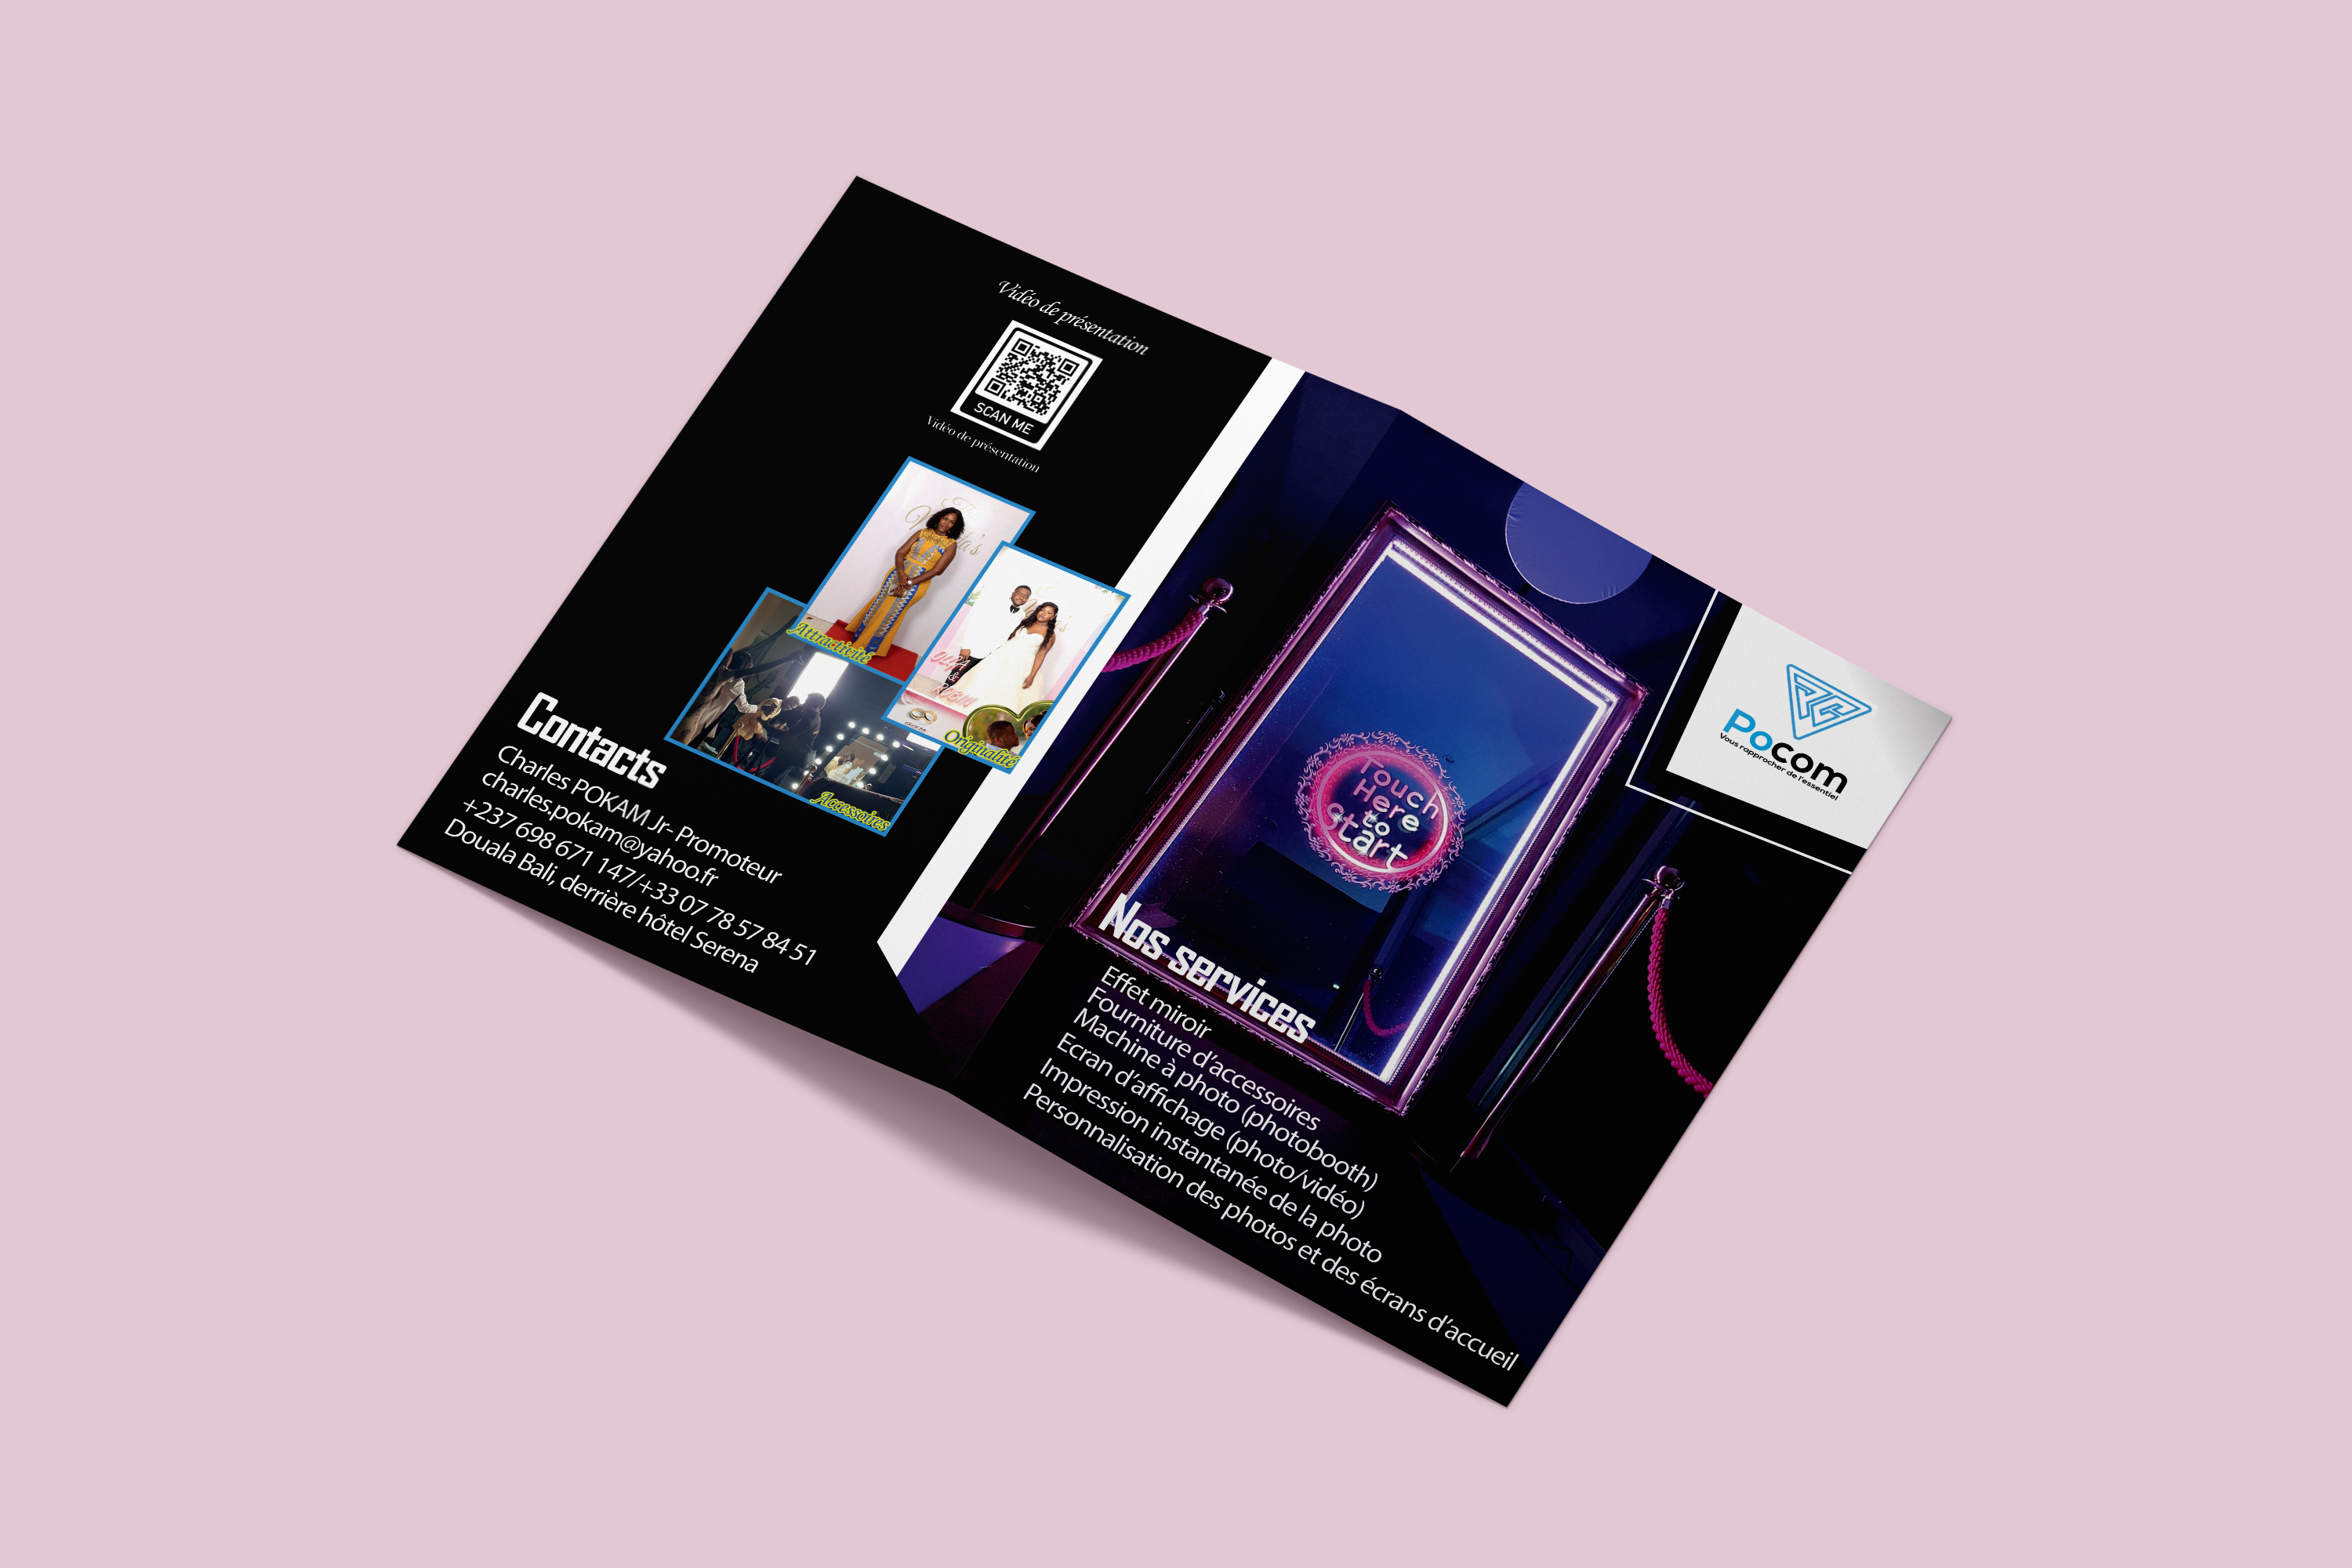 Vidéo de présentation
SCAN ME
Vidéo de présentation
Attractivité
Originalité
Accessoires
Contacts
Charles POKAM Jr- Promoteur
charles.pokam@yahoo.fr
+237 698 671 147/+33 07 78 57 84 51
Douala Bali, derrière hôtel Serena
Pocom
Vous rapprocher de l'essentiel
Touch
Here
to
Start
Nos services
Effet miroir
Fourniture d'accessoires
Machine à photo (photobooth)
Ecran d'affichage (photo/vidéo)
Impression instantanée de la photo
Personnalisation des photos et des écrans d'accueil